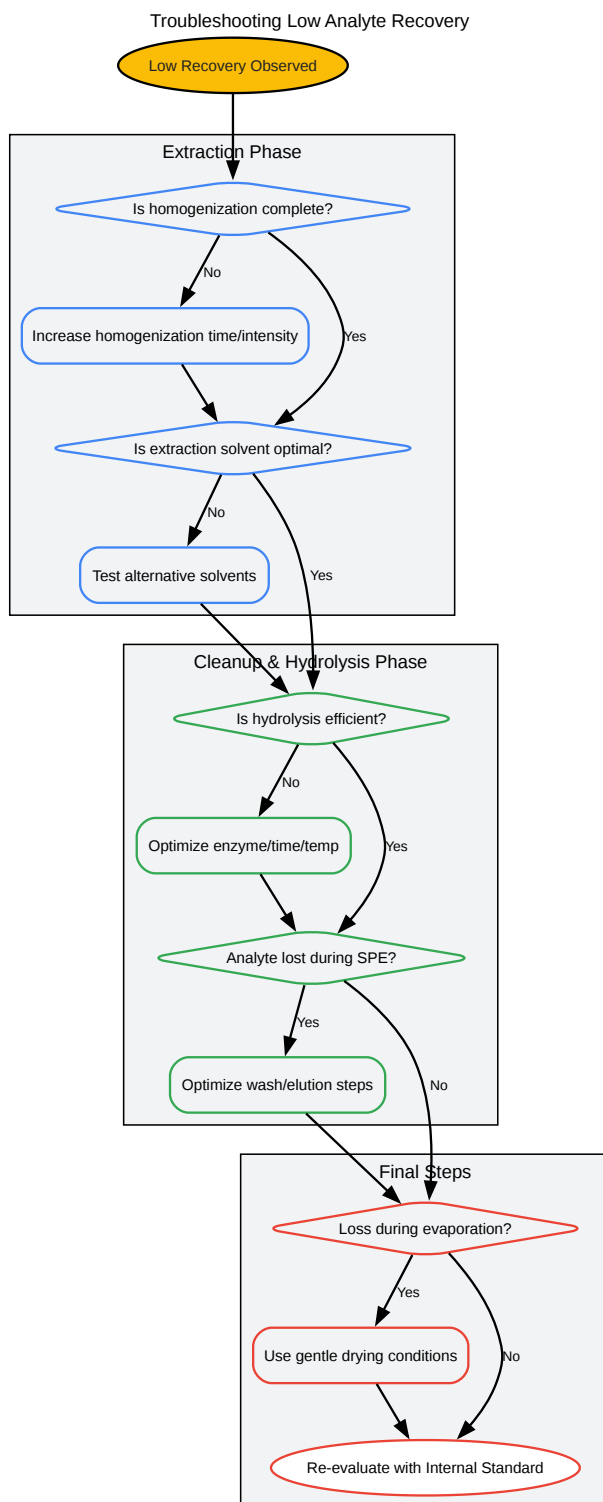 Troubleshooting Low Analyte Recovery
Low Recovery Observed
Extraction Phase
Is homogenization complete?
No
Increase homogenization time/intensity
Yes
Is extraction solvent optimal?
No
Test alternative solvents
Yes
Cleanup & Hydrolysis Phase
Is hydrolysis efficient?
No
Optimize enzyme/time/temp
Yes
Analyte lost during SPE?
Yes
Optimize wash/elution steps
No
Final Steps
Loss during evaporation?
Yes
Use gentle drying conditions
No
Re-evaluate with Internal Standard